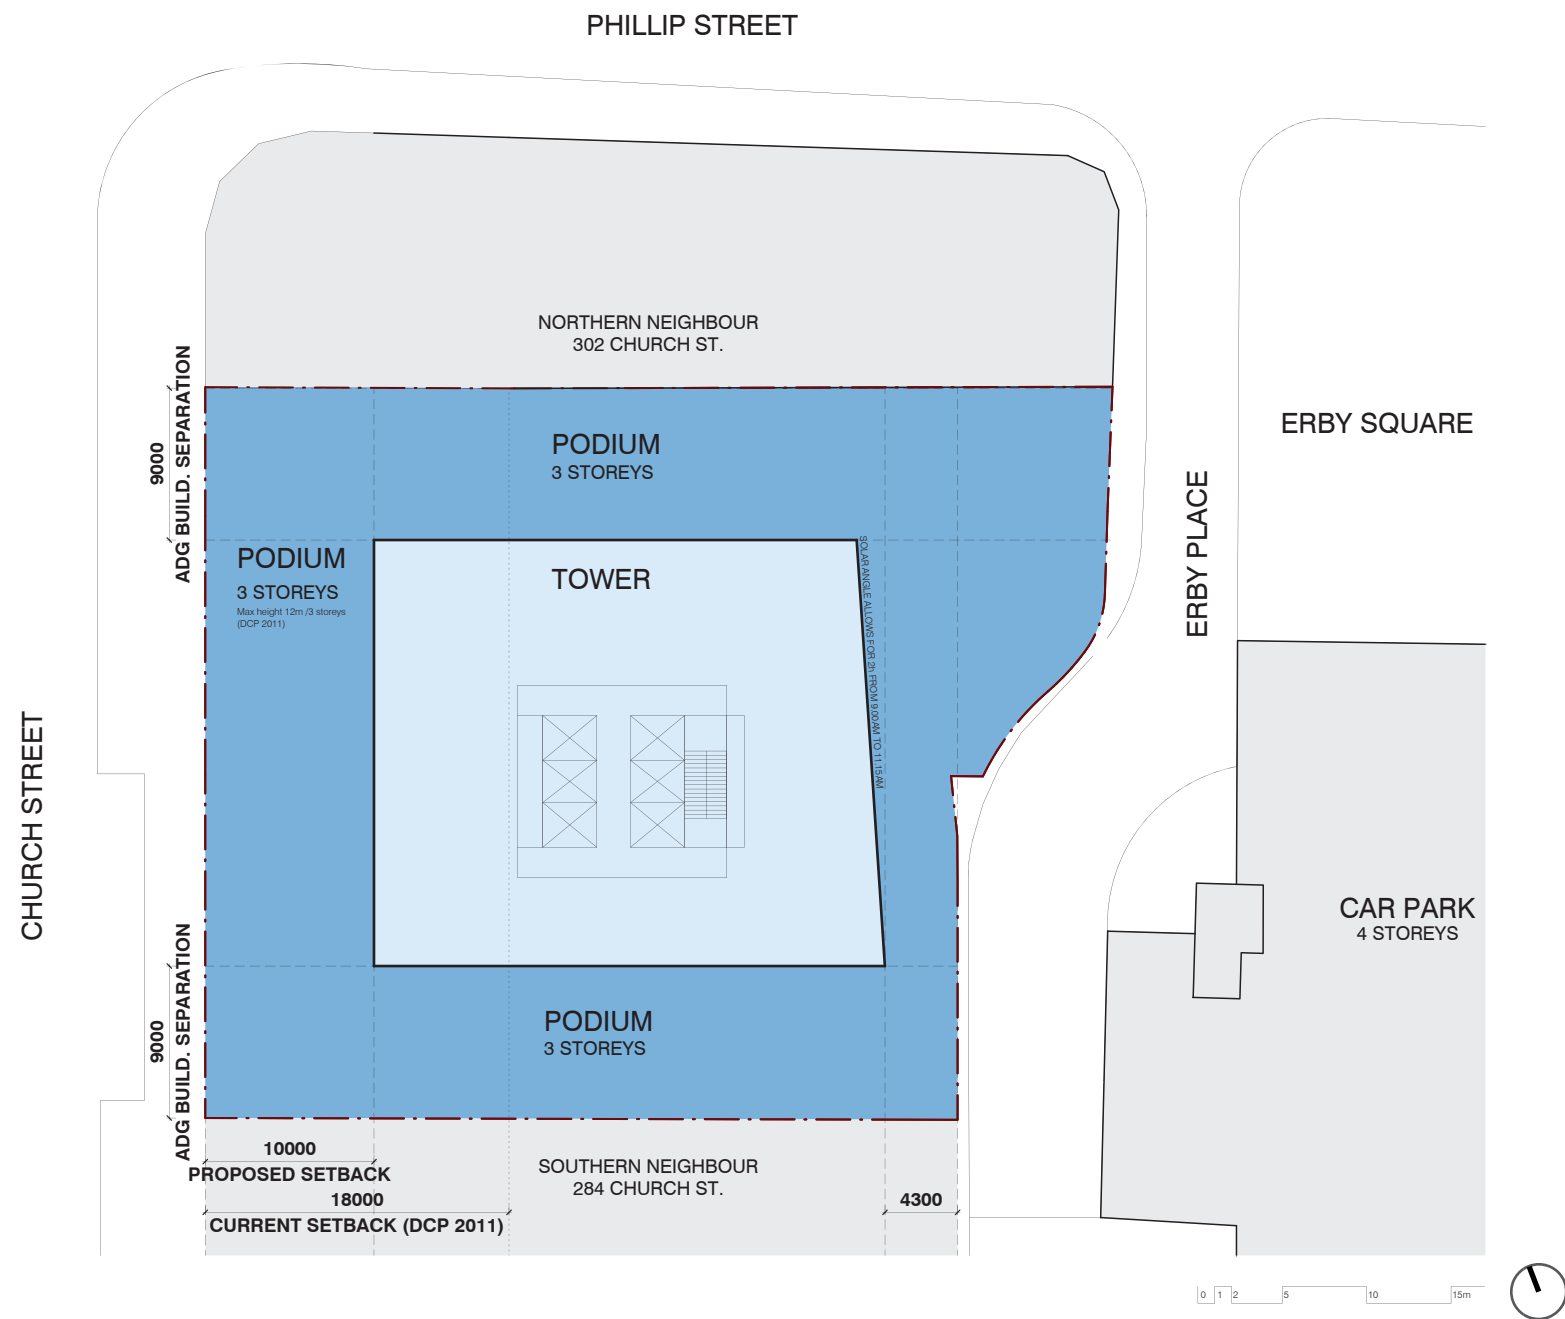 PHILLIP STREET
NORTHERN NEIGHBOUR
302 CHURCH ST.
ADG BUILD. SEPARATION
9000
PODIUM
3 STOREYS
ERBY SQUARE
ERBY PLACE
PODIUM
3 STOREYS
Max height 12m /3 storeys
(DCP 2011)
TOWER
SOLAR ANGLE ALLOWS FOR 2h FROM 9.00AM TO 11.15AM
CHURCH STREET
CAR PARK
4 STOREYS
ADG BUILD. SEPARATION
9000
PODIUM
3 STOREYS
10000
PROPOSED SETBACK
18000
CURRENT SETBACK (DCP 2011)
SOUTHERN NEIGHBOUR
284 CHURCH ST.
4300
0 1 2 5 10 15m